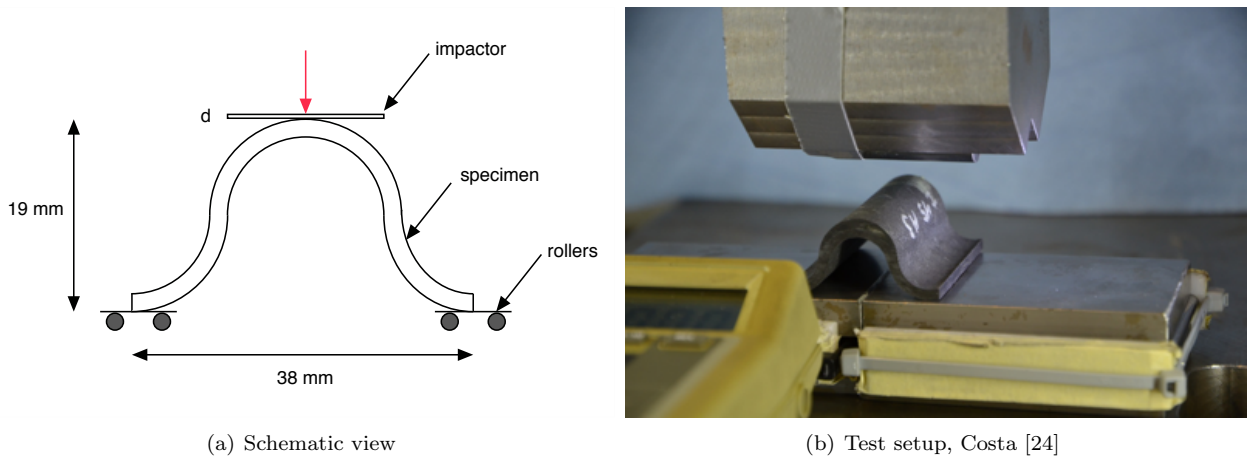 impactor
d
specimen
19 mm
rollers
38 mm
(a) Schematic view
(b) Test setup, Costa [24]